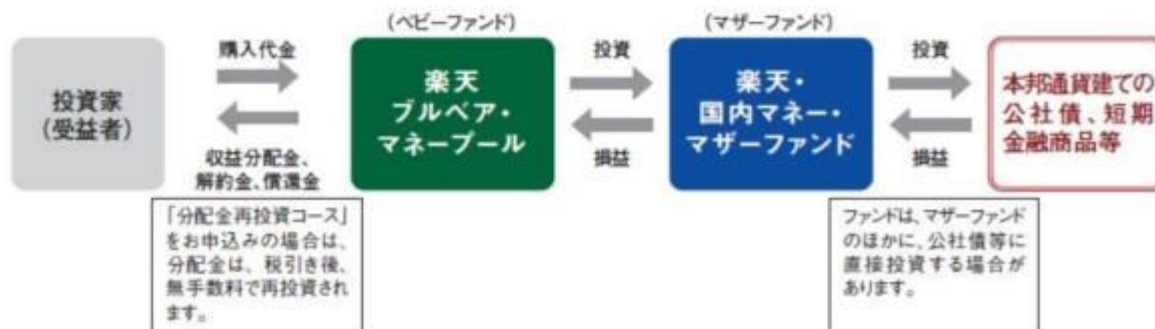 (ベビーファンド)
(マザーファンド)
投資家
(受益者)
購入代金
収益分配金、
解約金、償還金
楽天
ブルベア・
マネープール
投資
損益
楽天・
国内マネー・
マザーファンド
投資
損益
本邦通貨建ての
公社債、短期
金融商品等
「分配金再投資コース」
をお申込みの場合は、
分配金は、税引き後、
無手数料で再投資され
ます。
ファンドは、マザーファンド
のほかに、公社債等に
直接投資する場合が
あります。